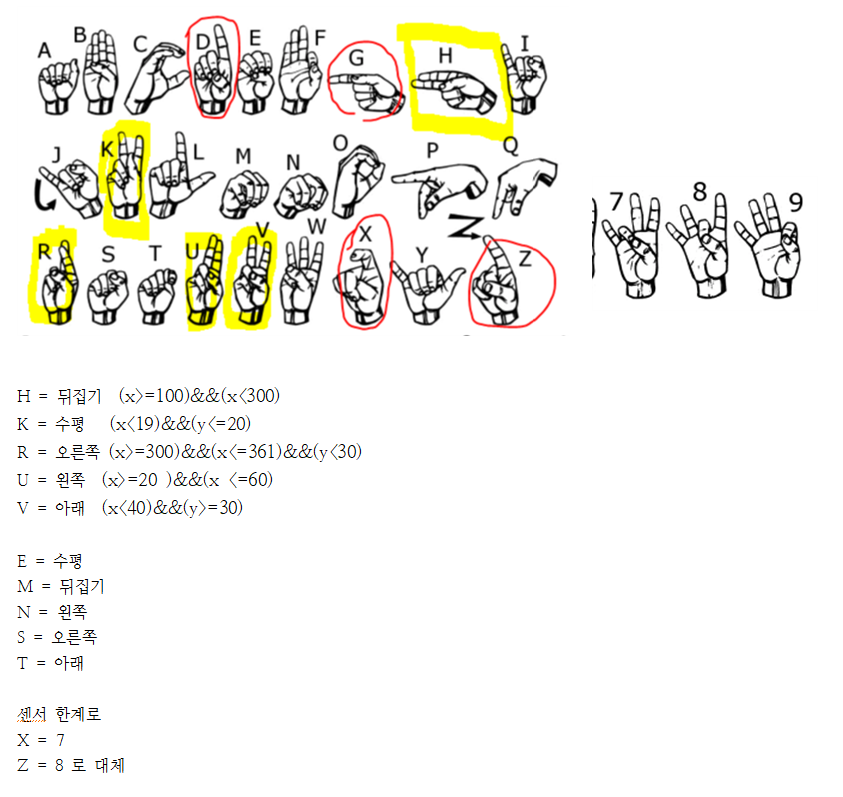 A B C D E F G H I
J K L M N O P Q
R S T U V W X Y Z
7 8 9
H = 뒤집기 (x>=100)&&(x<300)
K = 수평 (x<19)&&(y<=20)
R = 오른쪽 (x>=300)&&(x<=361)&&(y<30)
U = 왼쪽 (x>=20 )&&(x <=60)
V = 아래 (x<40)&&(y>=30)
E = 수평
M = 뒤집기
N = 왼쪽
S = 오른쪽
T = 아래
센서 한계로
X = 7
Z = 8 로 대체